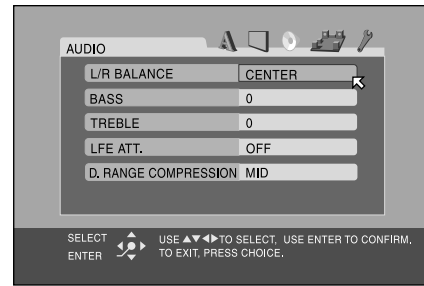 AUDIO
L/R BALANCE CENTER
BASS 0
TREBLE 0
LFE ATT. OFF
D. RANGE COMPRESSION MID
SELECT
ENTER
USE ▲▼◀▶TO SELECT, USE ENTER TO CONFIRM,
TO EXIT, PRESS CHOICE.